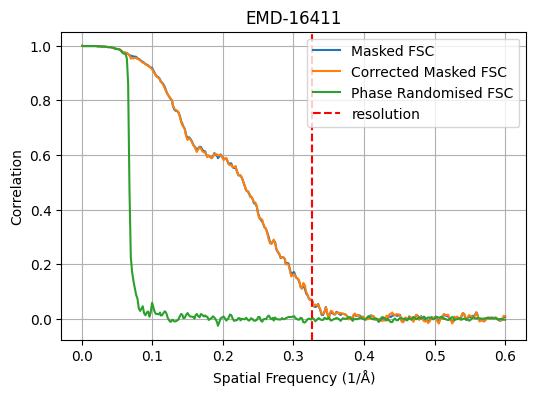 EMD-16411
Masked FSC
Corrected Masked FSC
Phase Randomised FSC
resolution
Correlation
1.0
0.8
0.6
0.4
0.2
0.0
0.0 0.1 0.2 0.3 0.4 0.5 0.6
Spatial Frequency (1/Å)